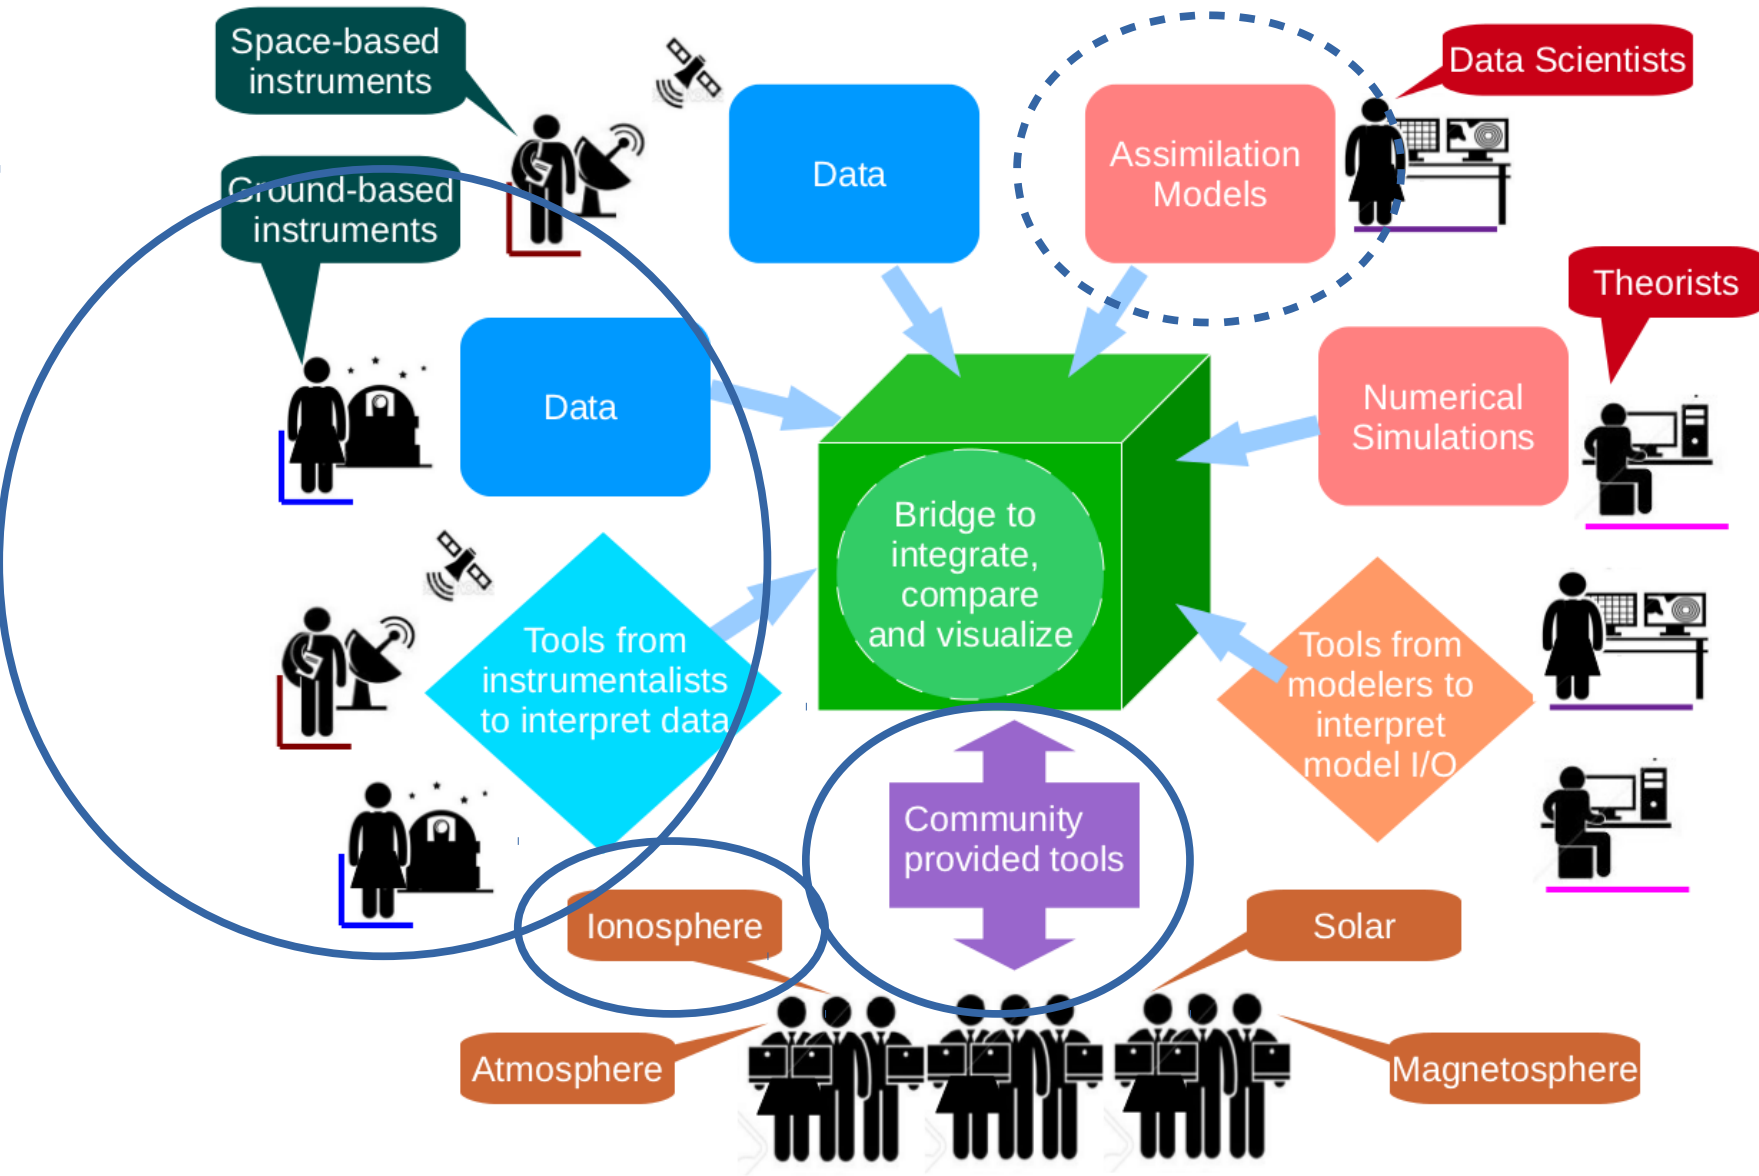 Space-based
instruments
Data Scientists
Ground-based
instruments
Data
Assimilation
Models
Theorists
Data
Numerical
Simulations
Bridge to
integrate,
compare
and visualize
Tools from
instrumentalists
to interpret data
Tools from
modelers to
interpret
model I/O
Community
provided tools
Ionosphere
Solar
Atmosphere
Magnetosphere